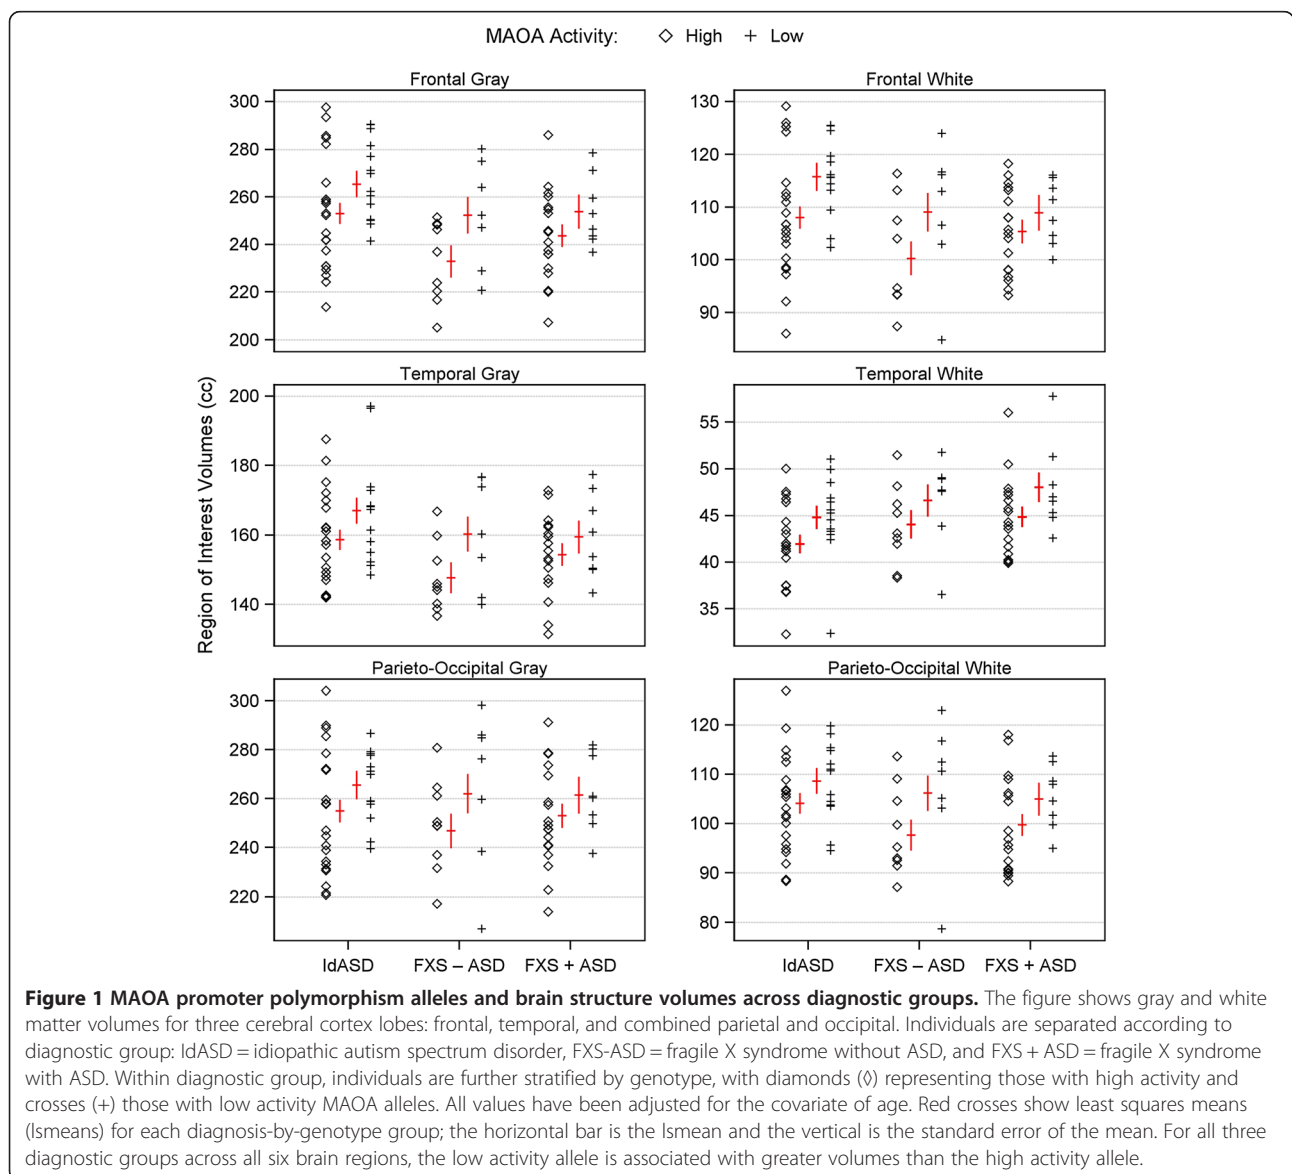 MAOA Activity: ◇ High + Low
Frontal Gray
300
280
260
240
220
200
Frontal White
130
120
110
100
90
Region of Interest Volumes (cc)
Temporal Gray
200
180
160
140
Temporal White
55
50
45
40
35
Parieto-Occipital Gray
300
280
260
240
220
IdASD FXS – ASD FXS + ASD
Parieto-Occipital White
120
110
100
90
80
IdASD FXS – ASD FXS + ASD
Figure 1 MAOA promoter polymorphism alleles and brain structure volumes across diagnostic groups. The figure shows gray and white
matter volumes for three cerebral cortex lobes: frontal, temporal, and combined parietal and occipital. Individuals are separated according to
diagnostic group: IdASD = idiopathic autism spectrum disorder, FXS-ASD = fragile X syndrome without ASD, and FXS + ASD = fragile X syndrome
with ASD. Within diagnostic group, individuals are further stratified by genotype, with diamonds (◊) representing those with high activity and
crosses (+) those with low activity MAOA alleles. All values have been adjusted for the covariate of age. Red crosses show least squares means
(lsmeans) for each diagnosis-by-genotype group; the horizontal bar is the lsmean and the vertical is the standard error of the mean. For all three
diagnostic groups across all six brain regions, the low activity allele is associated with greater volumes than the high activity allele.